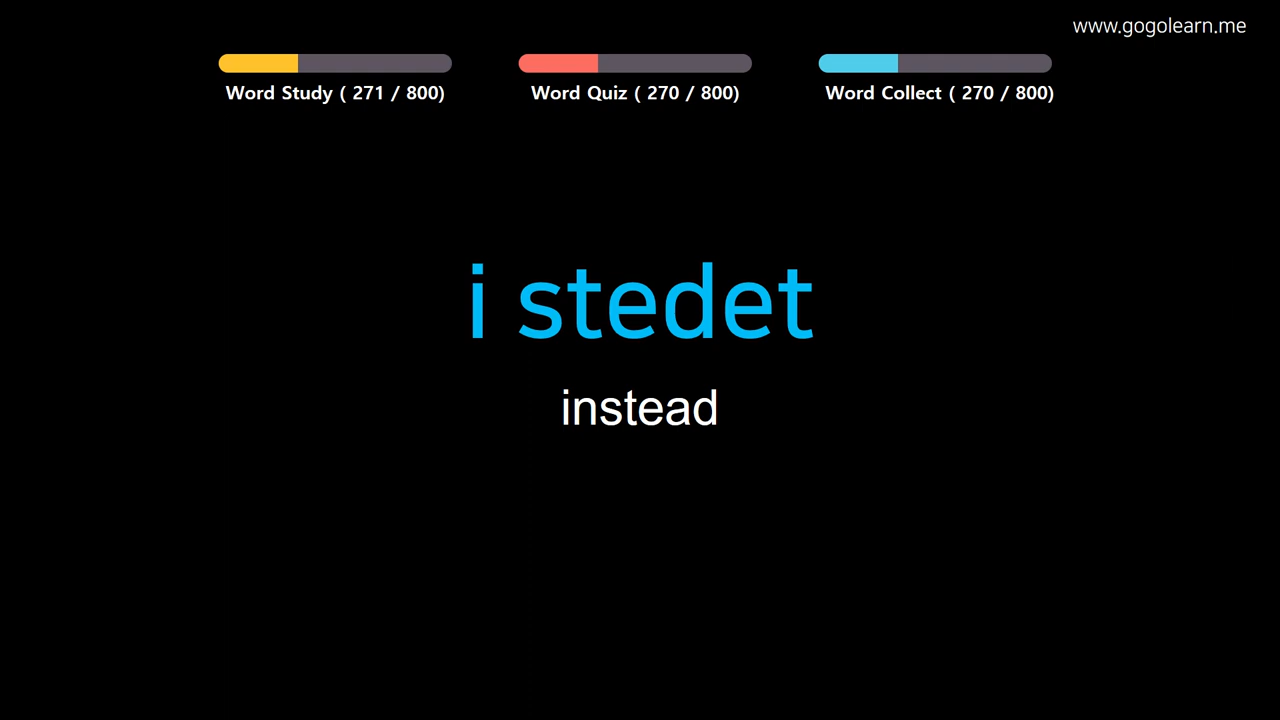 www.gogolearn.me
Word Study ( 271 / 800)
Word Quiz ( 270 / 800)
Word Collect ( 270 / 800)
i stedet
instead